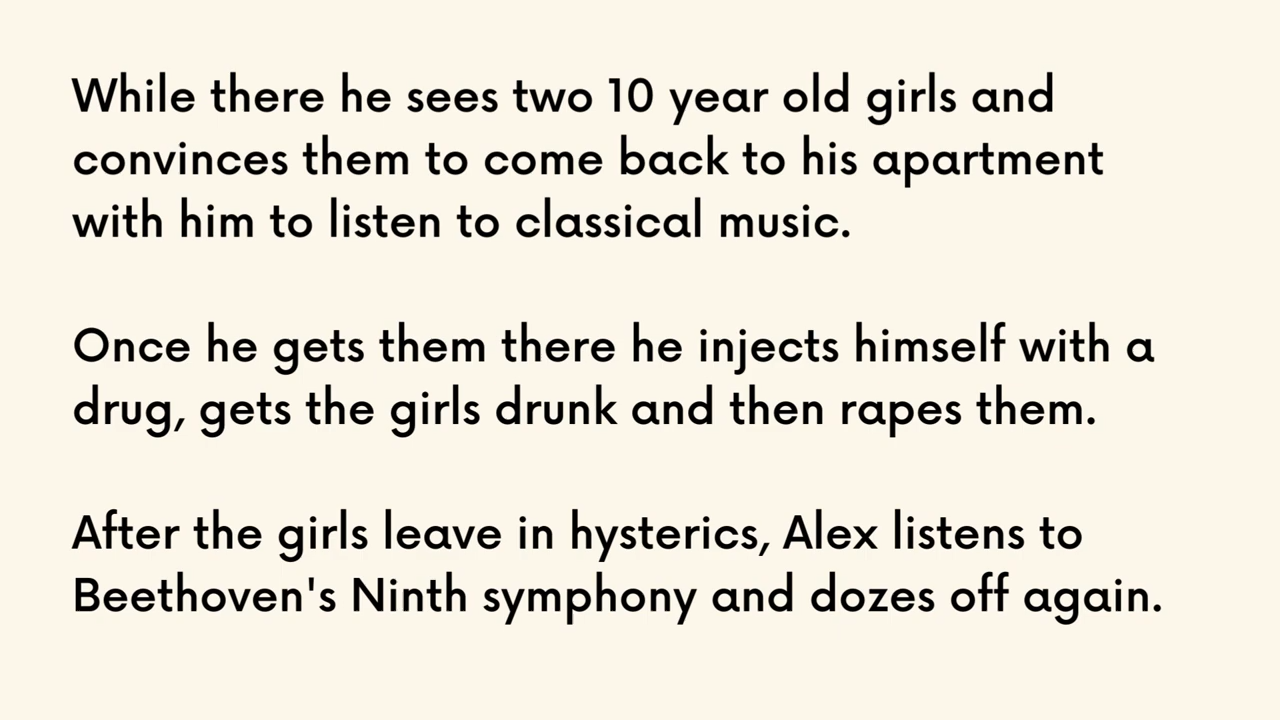 While there he sees two 10 year old girls and
convinces them to come back to his apartment
with him to listen to classical music.
Once he gets them there he injects himself with a
drug, gets the girls drunk and then rapes them.
After the girls leave in hysterics, Alex listens to
Beethoven's Ninth symphony and dozes off again.